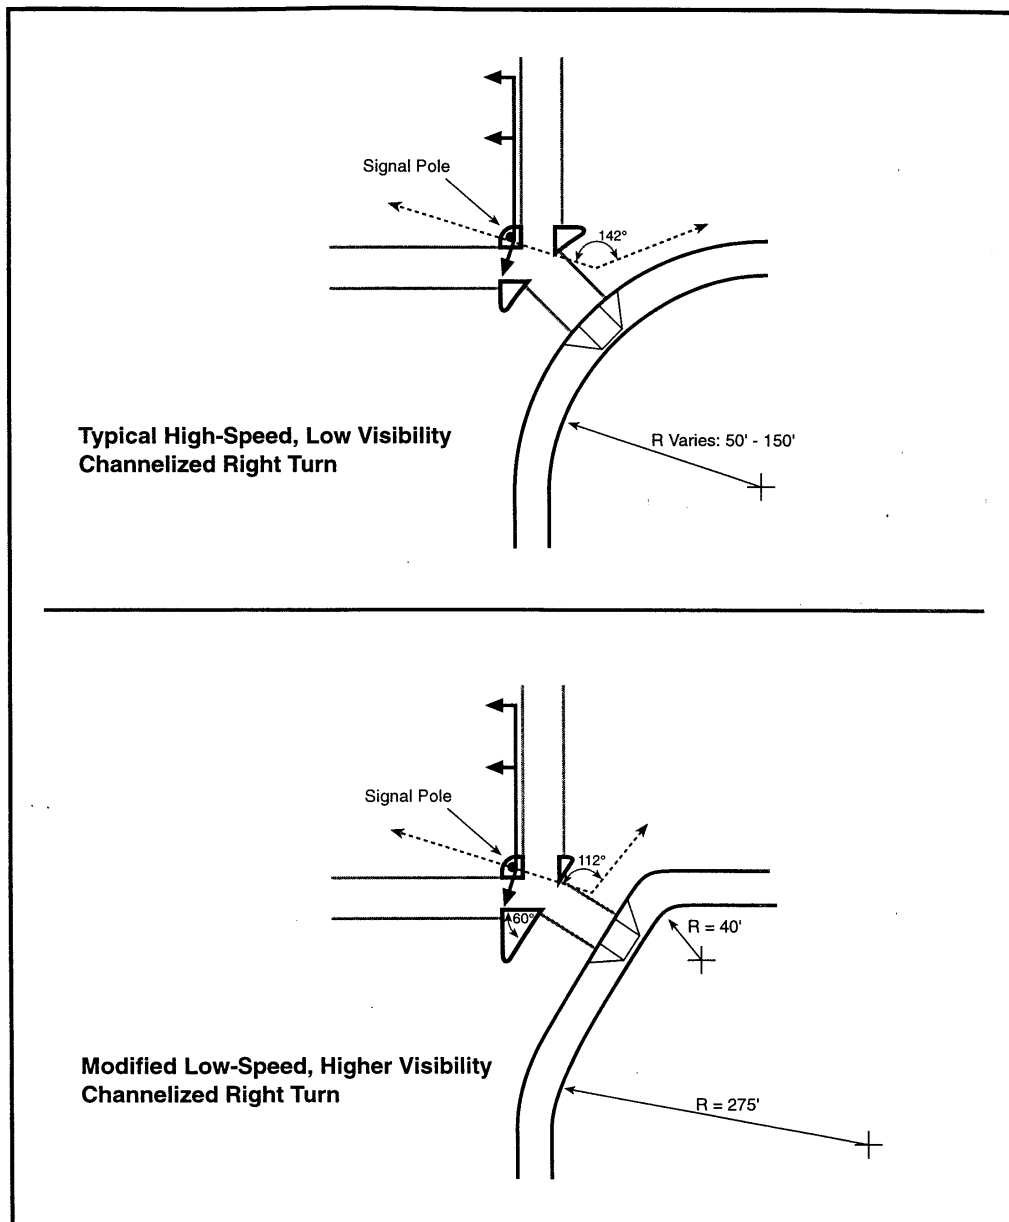 Signal Pole
142°
Typical High-Speed, Low Visibility
Channelized Right Turn
R Varies: 50' - 150'
Signal Pole
112°
60°
R = 40'
Modified Low-Speed, Higher Visibility
Channelized Right Turn
R = 275'